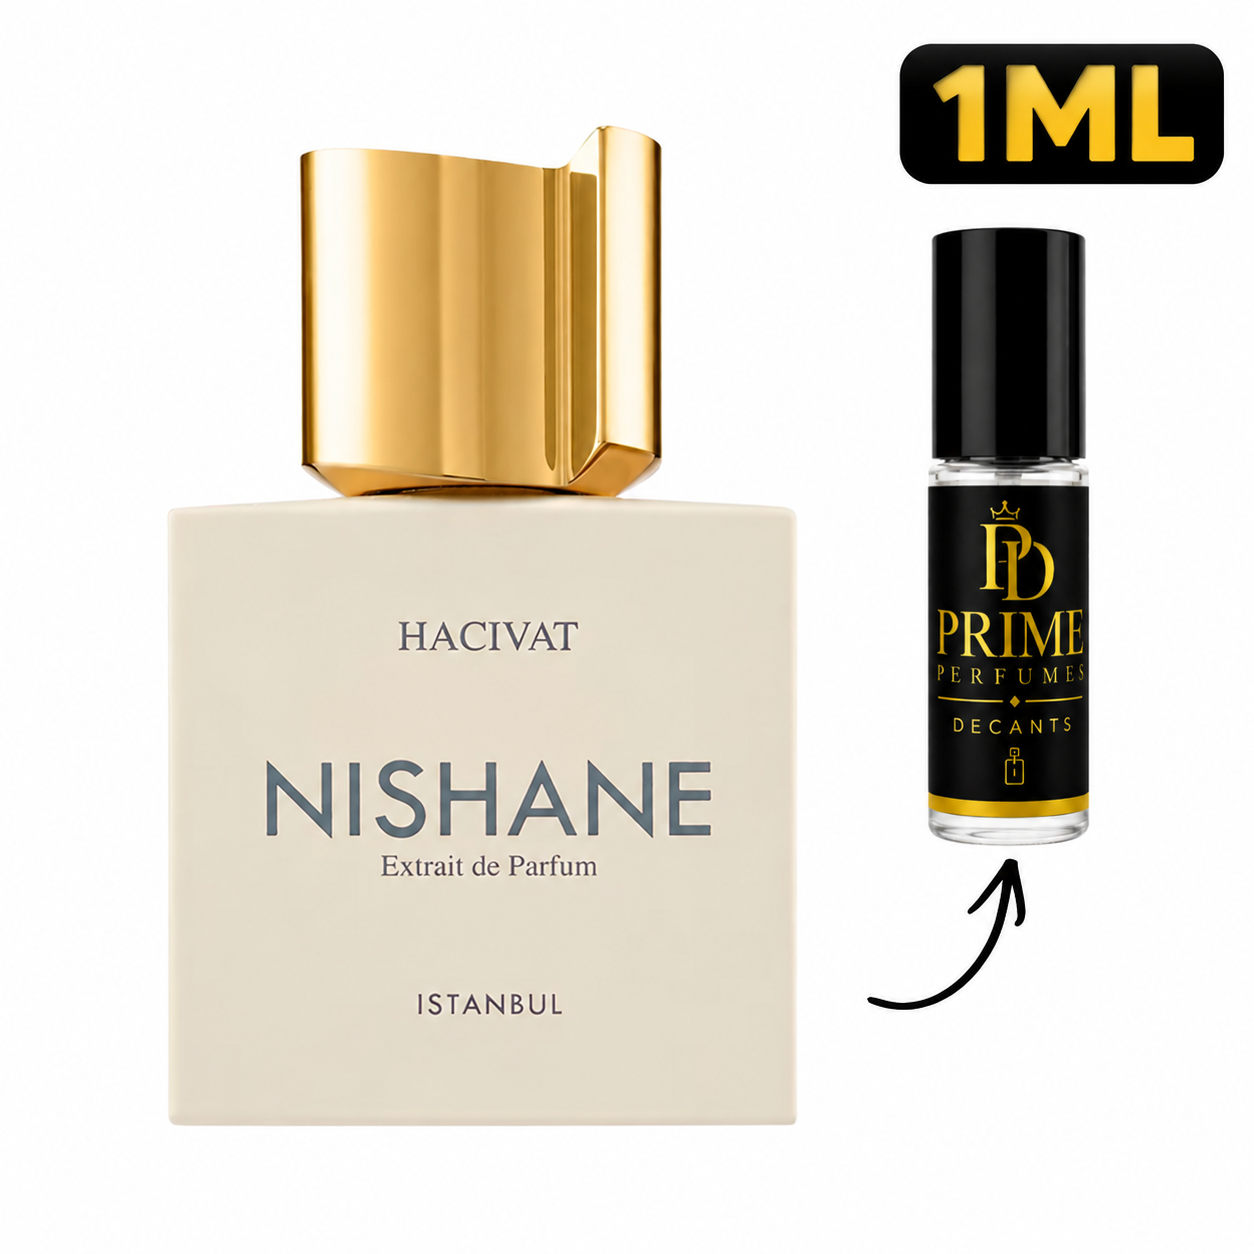 1ML
HACIVAT
NISHANE
Extrait de Parfum
ISTANBUL
PD
PRIME
PERFUMES
DECANTS